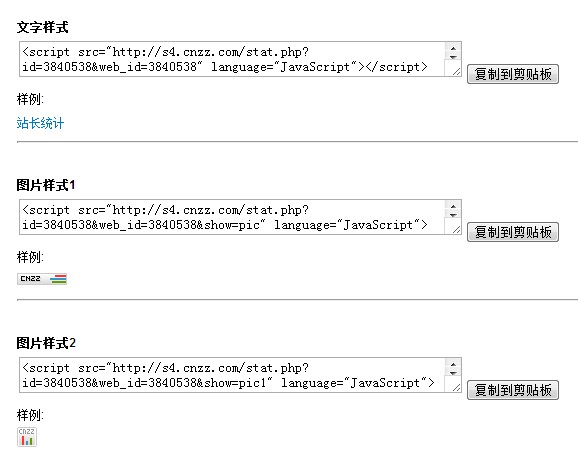 文字样式
<script src="http://s4.cnzz.com/stat.php?
id=3840538&web_id=3840538" language="JavaScript"></script>
复制到剪贴板
样例:
站长统计
图片样式1
<script src="http://s4.cnzz.com/stat.php?
id=3840538&web_id=3840538&show=pic" language="JavaScript">
复制到剪贴板
样例:
CNZZ
图片样式2
<script src="http://s4.cnzz.com/stat.php?
id=3840538&web_id=3840538&show=pic1" language="JavaScript">
复制到剪贴板
样例:
CNZZ